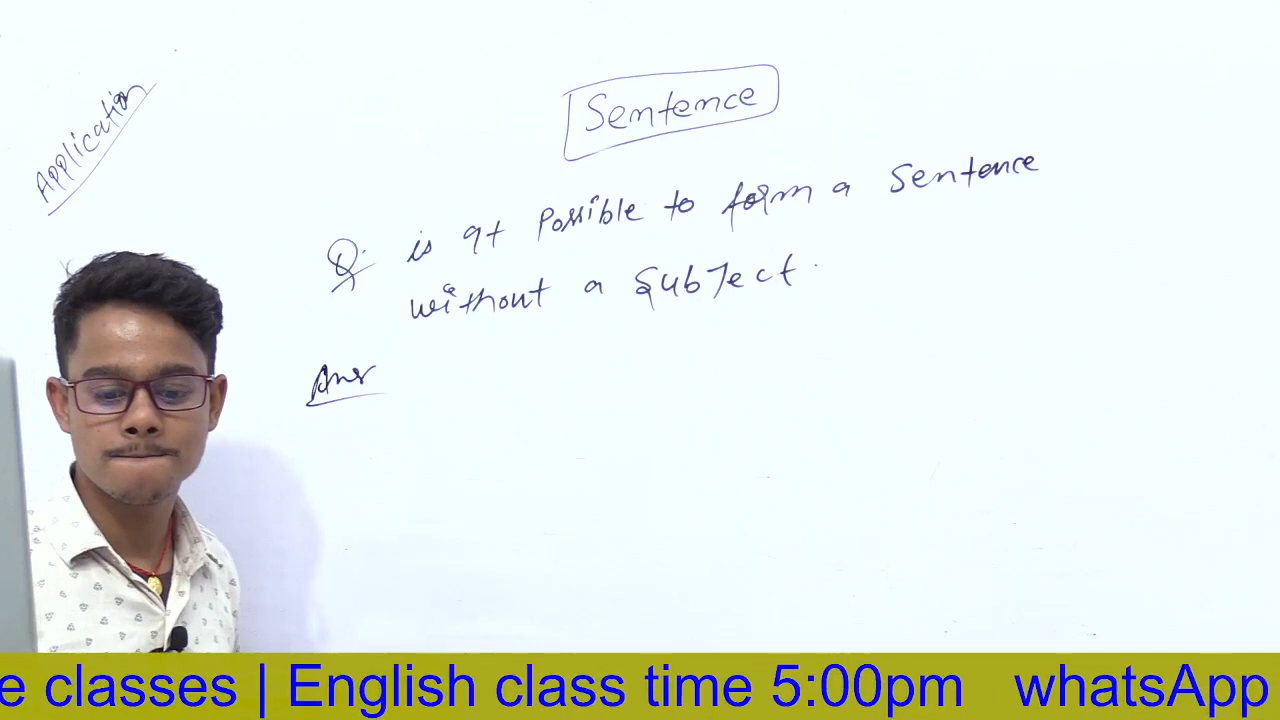 Application
Sentence
Q. is it Possible to form a Sentence
without a Subject.
Ans
e classes | English class time 5:00pm whatsApp